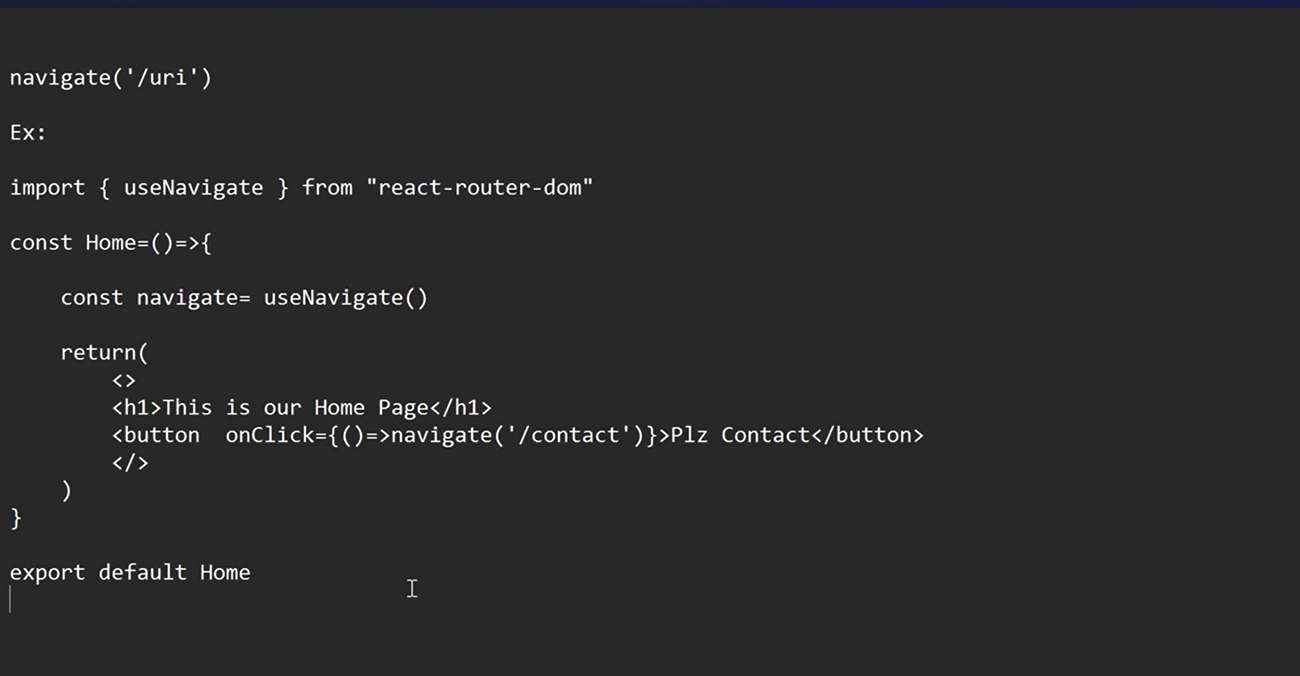 navigate('/uri')
Ex:
import { useNavigate } from "react-router-dom"
const Home=()=>{
    const navigate= useNavigate()
    return(
        <>
        <h1>This is our Home Page</h1>
        <button  onClick={()=>navigate('/contact')}>Plz Contact</button>
        </>
    )
}
export default Home